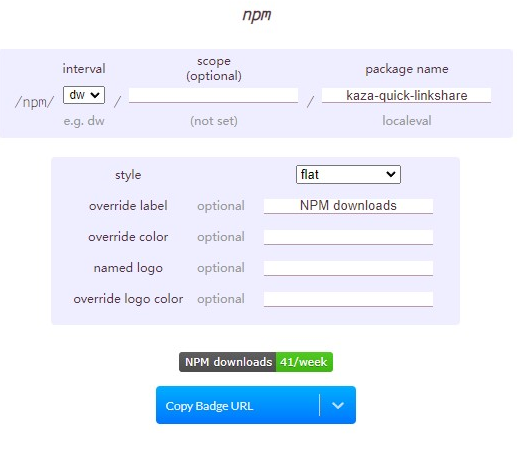 npm
interval scope (optional) package name
/npm/ dw / / kaza-quick-linkshare
e.g. dw (not set) localeval
style flat
override label optional NPM downloads
override color optional
named logo optional
override logo color optional
NPM downloads 41/week
Copy Badge URL